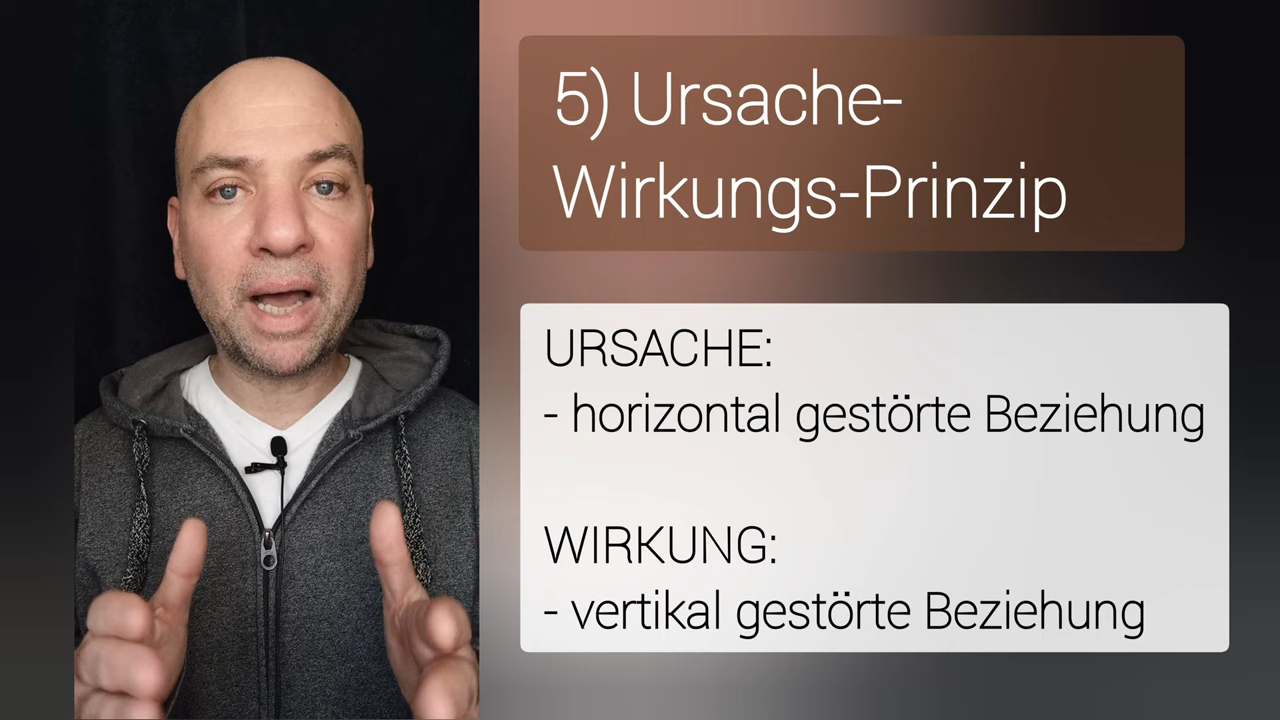 5) Ursache-
Wirkungs-Prinzip
URSACHE:
- horizontal gestörte Beziehung
WIRKUNG:
- vertikal gestörte Beziehung